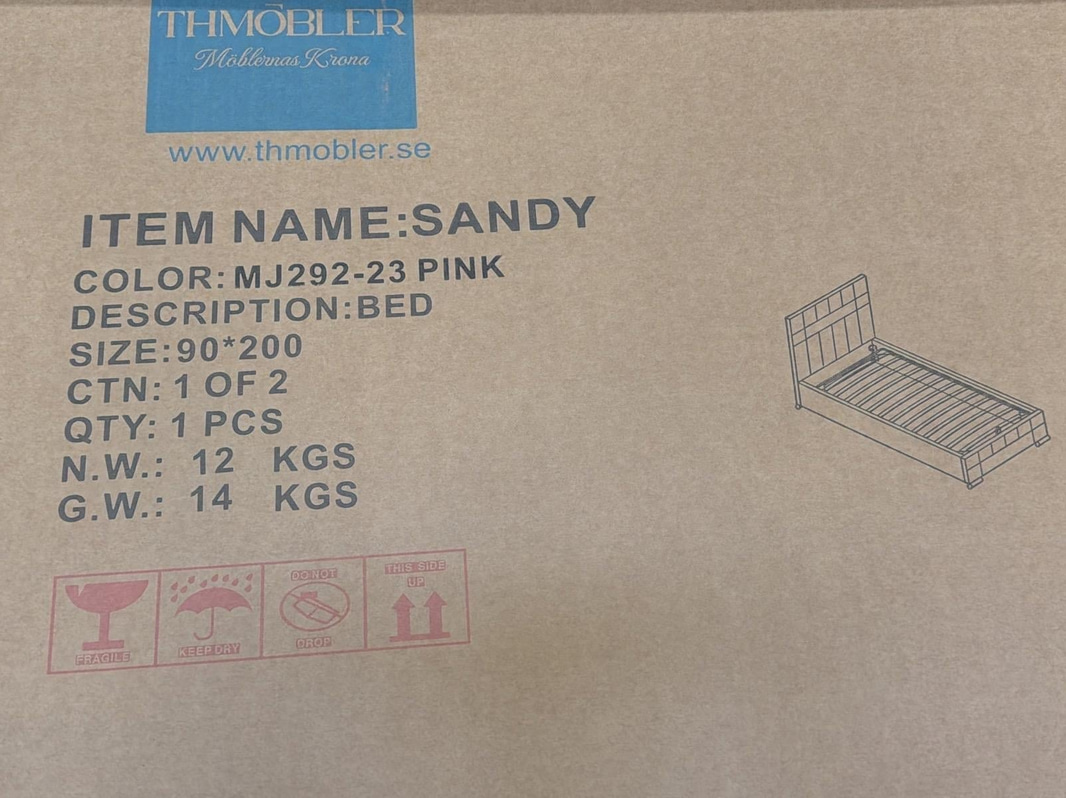 THMÖBLER
Möblernas Krona
www.thmobler.se
ITEM NAME:SANDY
COLOR: MJ292-23 PINK
DESCRIPTION:BED
SIZE:90*200
CTN: 1 OF 2
QTY: 1 PCS
N.W.: 12 KGS
G.W.: 14 KGS
FRAGILE
KEEP DRY
DO NOT
DROP
THIS SIDE
UP